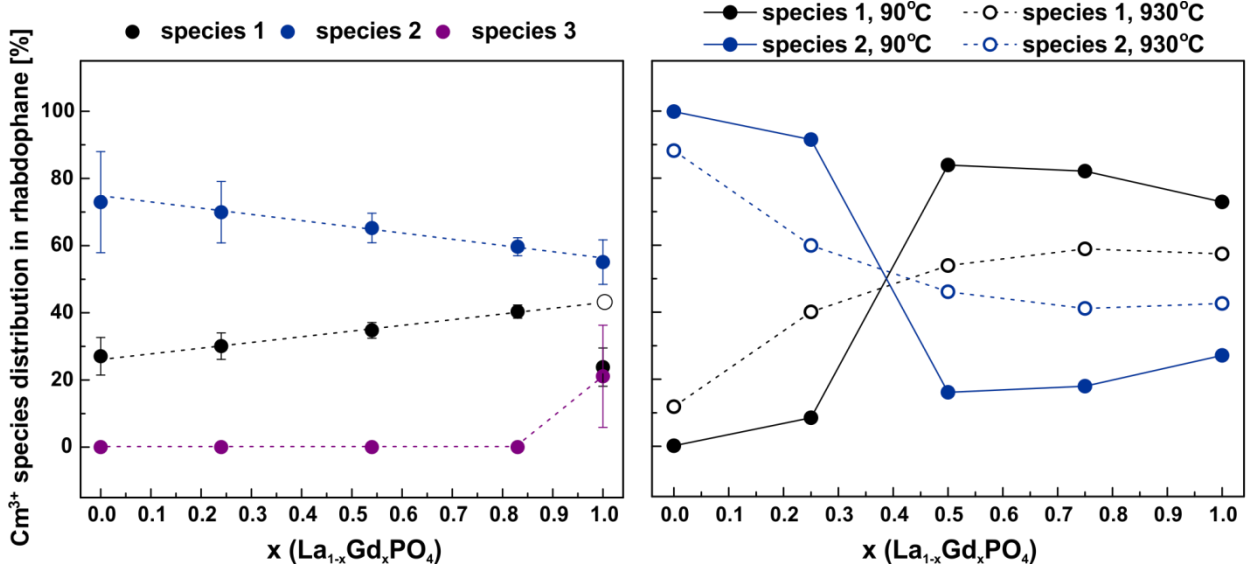 species 1 species 2 species 3
species 1, 90°C species 1, 930°C
species 2, 90°C species 2, 930°C
Cm³⁺ species distribution in rhabdophane [%]
100
80
60
40
20
0
0.0 0.1 0.2 0.3 0.4 0.5 0.6 0.7 0.8 0.9 1.0
x (La₁₋ₓGdₓPO₄)
0.0 0.1 0.2 0.3 0.4 0.5 0.6 0.7 0.8 0.9 1.0
x (La₁₋ₓGdₓPO₄)